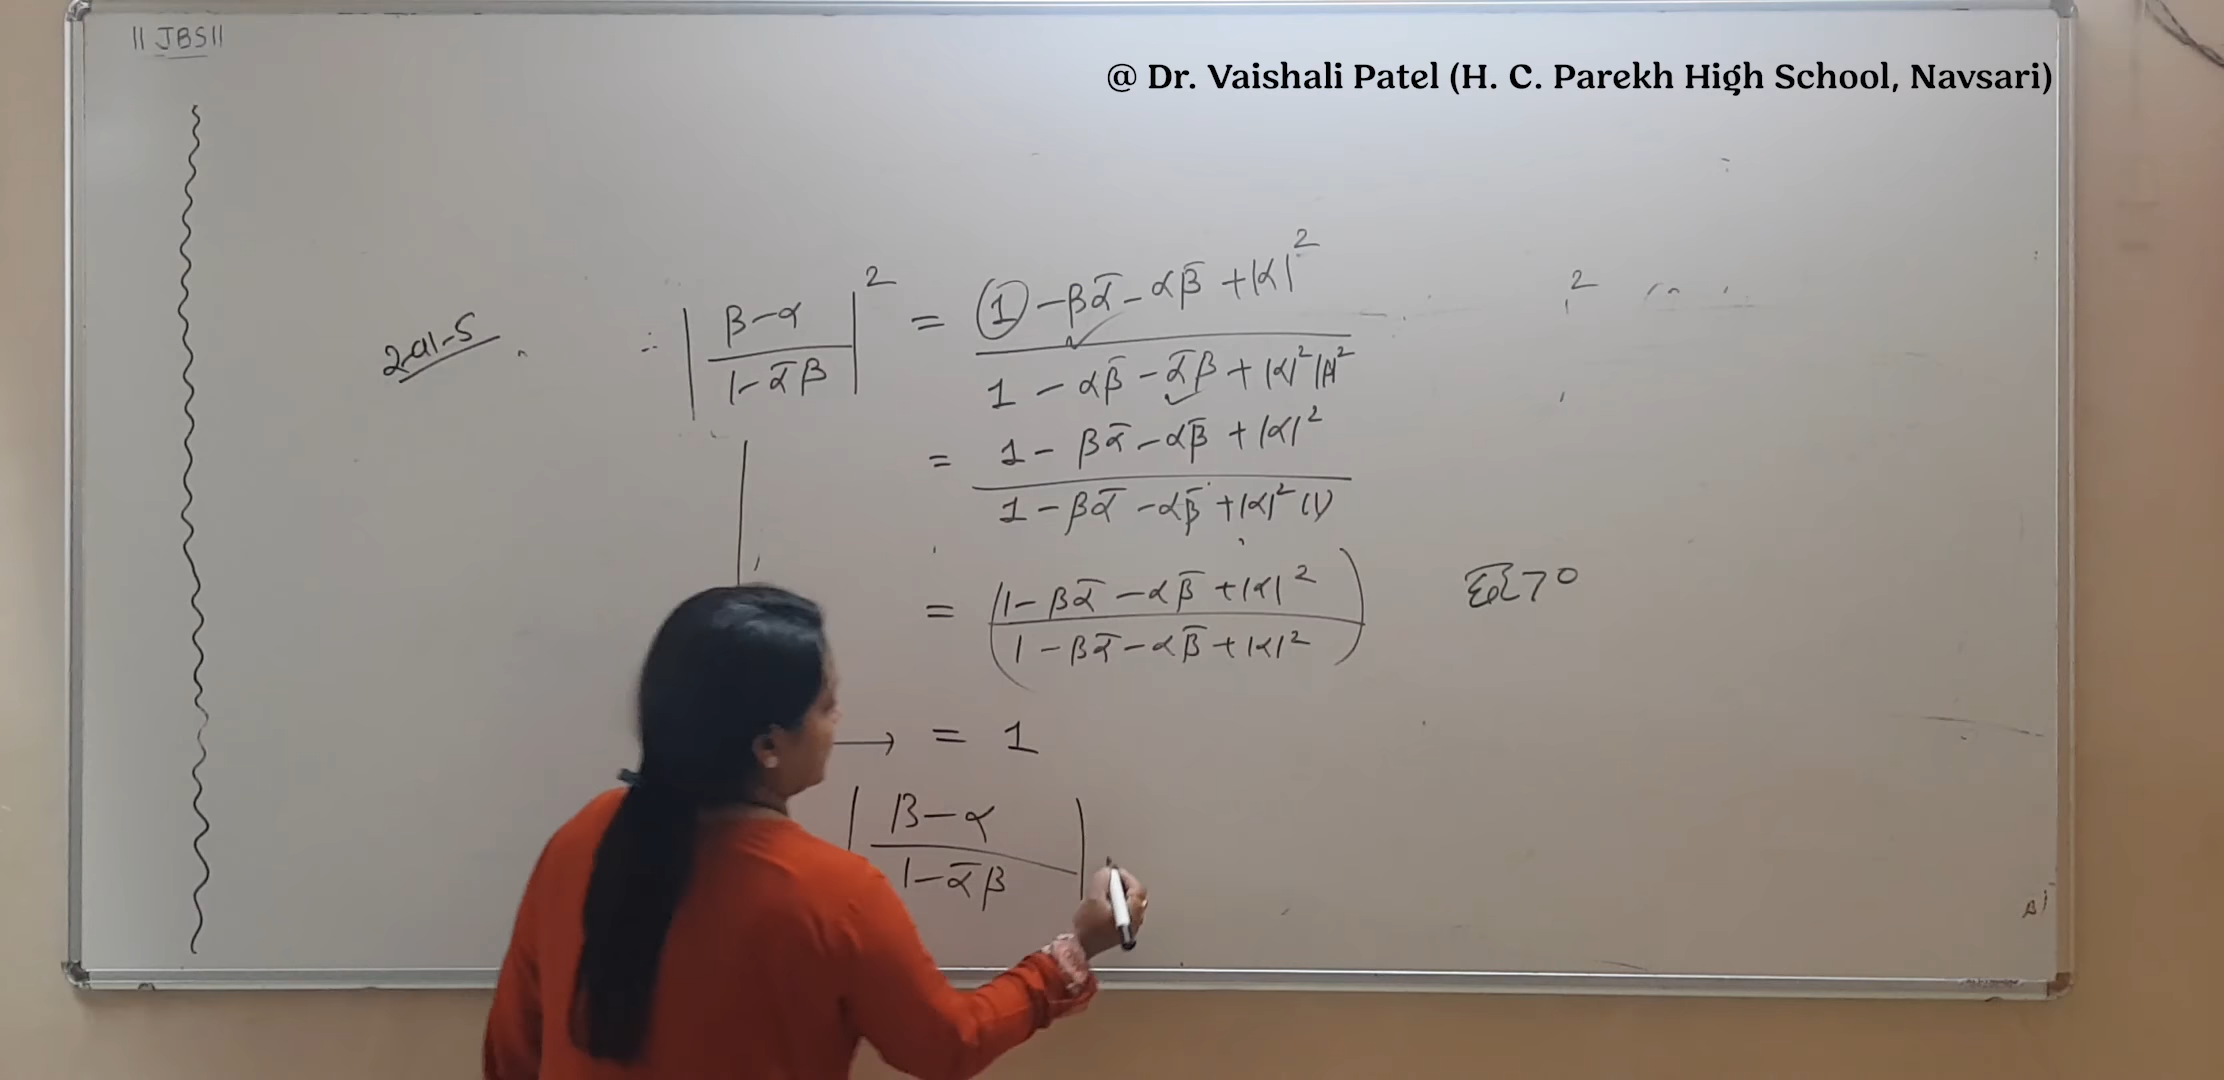 || JBS ||
@ Dr. Vaishali Patel (H. C. Parekh High School, Navsari)
∴ |(β-α)/(1-ᾱβ)|² = (1 - βᾱ - αβ̄ + |α|²)/(1 - αβ̄ - ᾱβ + |α|²|β|²)
= (1 - βᾱ - αβ̄ + |α|²)/(1 - βᾱ - αβ̄ + |α|²(1))
= (1 - βᾱ - αβ̄ + |α|²)/(1 - βᾱ - αβ̄ + |α|²)
→ = 1
|(β-α)/(1-ᾱβ)|